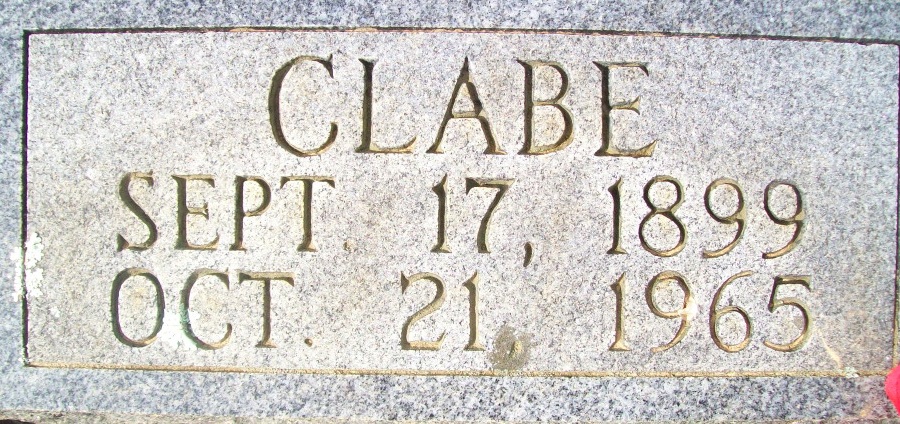 CLABE
SEPT. 17, 1899
OCT. 21, 1965